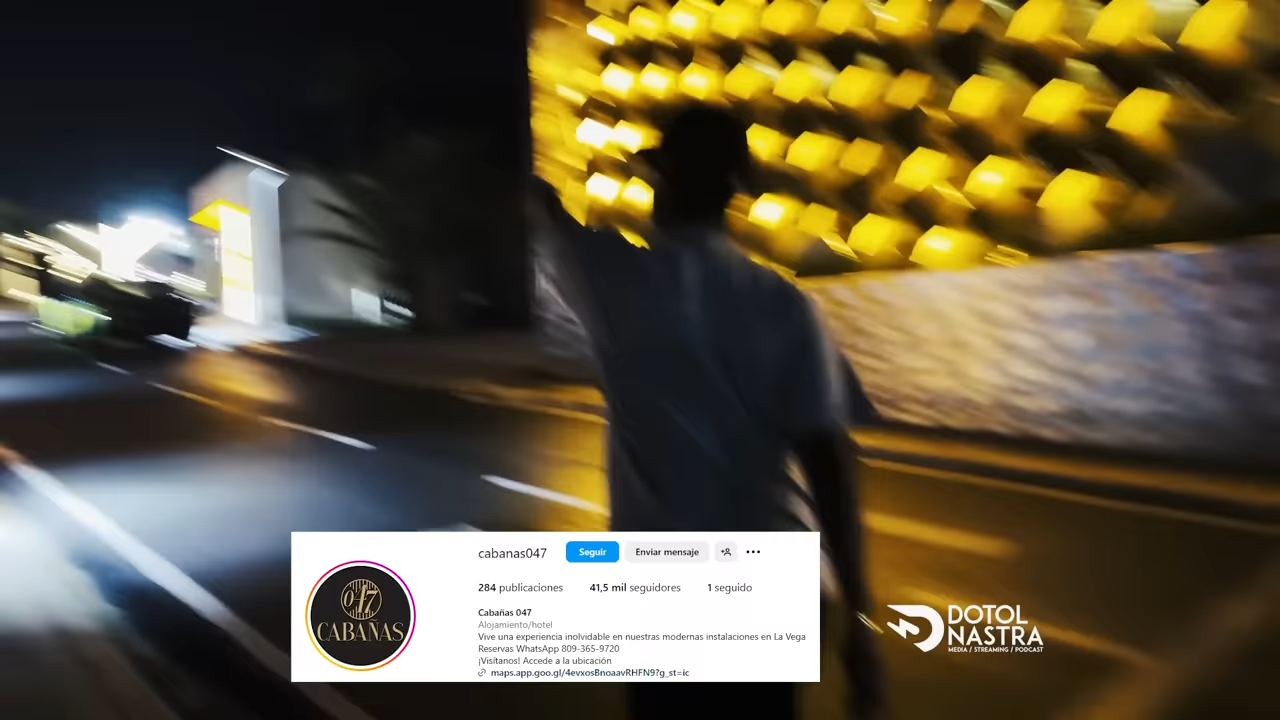 cabanas047
Seguir
Enviar mensaje
284 publicaciones
41,5 mil seguidores
1 seguido
Cabañas 047
Alojamiento/hotel
Vive una experiencia inolvidable en nuestras modernas instalaciones en La Vega
Reservas WhatsApp 809-365-9720
¡Visítanos! Accede a la ubicación
maps.app.goo.gl/4evxosBnoaavRHFN9?g_st=ic
047
CABAÑAS
DOTOL
NASTRA
MEDIA / STREAMING / PODCAST